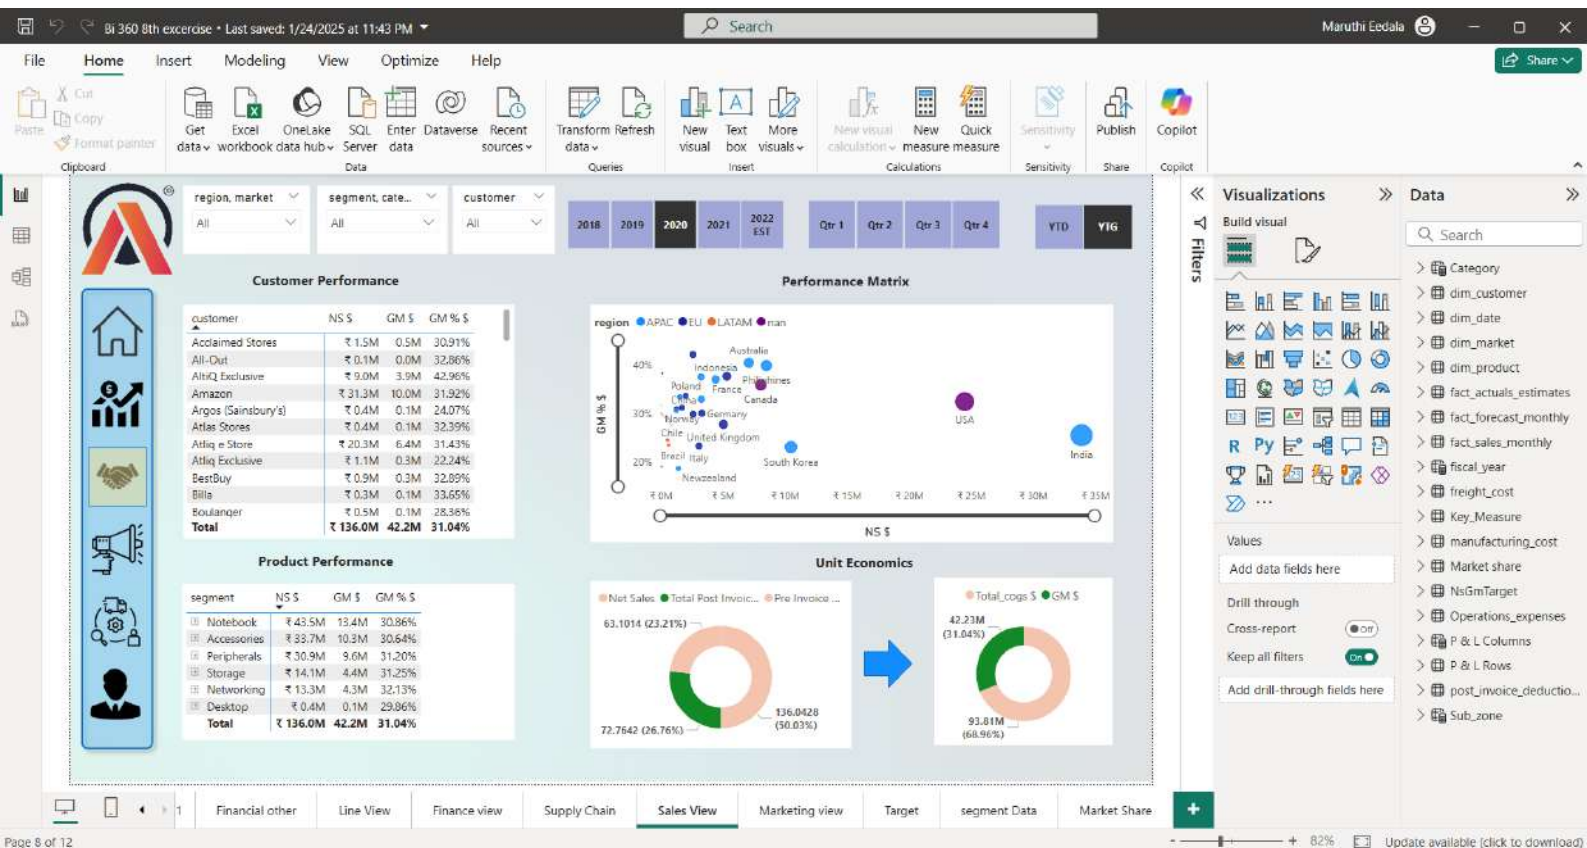 Bi 360 8th excercise • Last saved: 1/24/2025 at 11:43 PM
Search
Maruthi Eedala
File Home Insert Modeling View Optimize Help
Share
Paste
Cut
Copy
Format painter
Get data
Excel workbook
OneLake data hub
SQL Server
Enter data
Dataverse
Recent sources
Transform data
Refresh
New visual
Text box
More visuals
New visual calculation
New measure
Quick measure
Sensitivity
Publish
Copilot
Clipboard Data Queries Insert Calculations Sensitivity Share Copilot
region, market
All
segment, cate...
All
customer
All
2018 2019 2020 2021 2022 EST
Qtr 1 Qtr 2 Qtr 3 Qtr 4
YTD YTG
Customer Performance
customer NS $ GM $ GM % $
Acclaimed Stores ₹ 1.5M 0.5M 30.91%
All-Out ₹ 0.1M 0.0M 32.86%
AltiQ Exclusive ₹ 9.0M 3.9M 42.96%
Amazon ₹ 31.3M 10.0M 31.92%
Argos (Sainsbury's) ₹ 0.4M 0.1M 24.07%
Atlas Stores ₹ 0.4M 0.1M 32.39%
Atliq e Store ₹ 20.3M 6.4M 31.43%
Atliq Exclusive ₹ 1.1M 0.3M 22.24%
BestBuy ₹ 0.9M 0.3M 32.89%
Billa ₹ 0.3M 0.1M 33.65%
Boulanger ₹ 0.5M 0.1M 28.36%
Total ₹ 136.0M 42.2M 31.04%
Performance Matrix
region APAC EU LATAM nan
GM % $
40%
30%
20%
Australia
Indonesia
Philiphines
Poland
France
China
Canada
Norway
Germany
USA
Chile
United Kingdom
Brazil
Italy
South Korea
India
Newzealand
₹ 0M ₹ 5M ₹ 10M ₹ 15M ₹ 20M ₹ 25M ₹ 30M ₹ 35M
NS $
Product Performance
segment NS $ GM $ GM % $
Notebook ₹ 43.5M 13.4M 30.86%
Accessories ₹ 33.7M 10.3M 30.64%
Peripherals ₹ 30.9M 9.6M 31.20%
Storage ₹ 14.1M 4.4M 31.25%
Networking ₹ 13.3M 4.3M 32.13%
Desktop ₹ 0.4M 0.1M 29.86%
Total ₹ 136.0M 42.2M 31.04%
Unit Economics
Net Sales Total Post Invoic... Pre Invoice ...
63.1014 (23.21%)
72.7642 (26.76%)
136.0428 (50.03%)
Total_cogs $ GM $
42.23M (31.04%)
93.81M (68.96%)
Filters
Visualizations
Build visual
R Py
Values
Add data fields here
Drill through
Cross-report Off
Keep all filters On
Add drill-through fields here
Data
Search
Category
dim_customer
dim_date
dim_market
dim_product
fact_actuals_estimates
fact_forecast_monthly
fact_sales_monthly
fiscal_year
freight_cost
Key_Measure
manufacturing_cost
Market share
NsGmTarget
Operations_expenses
P & L Columns
P & L Rows
post_invoice_deductio...
Sub_zone
1 Financial other Line View Finance view Supply Chain Sales View Marketing view Target segment Data Market Share
Page 8 of 12
82%
Update available (click to download)